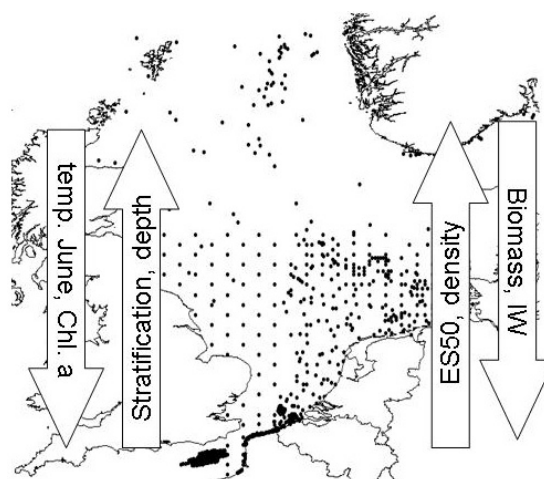 temp. June, Chl. a
Stratification, depth
ES50, density
Biomass, IW